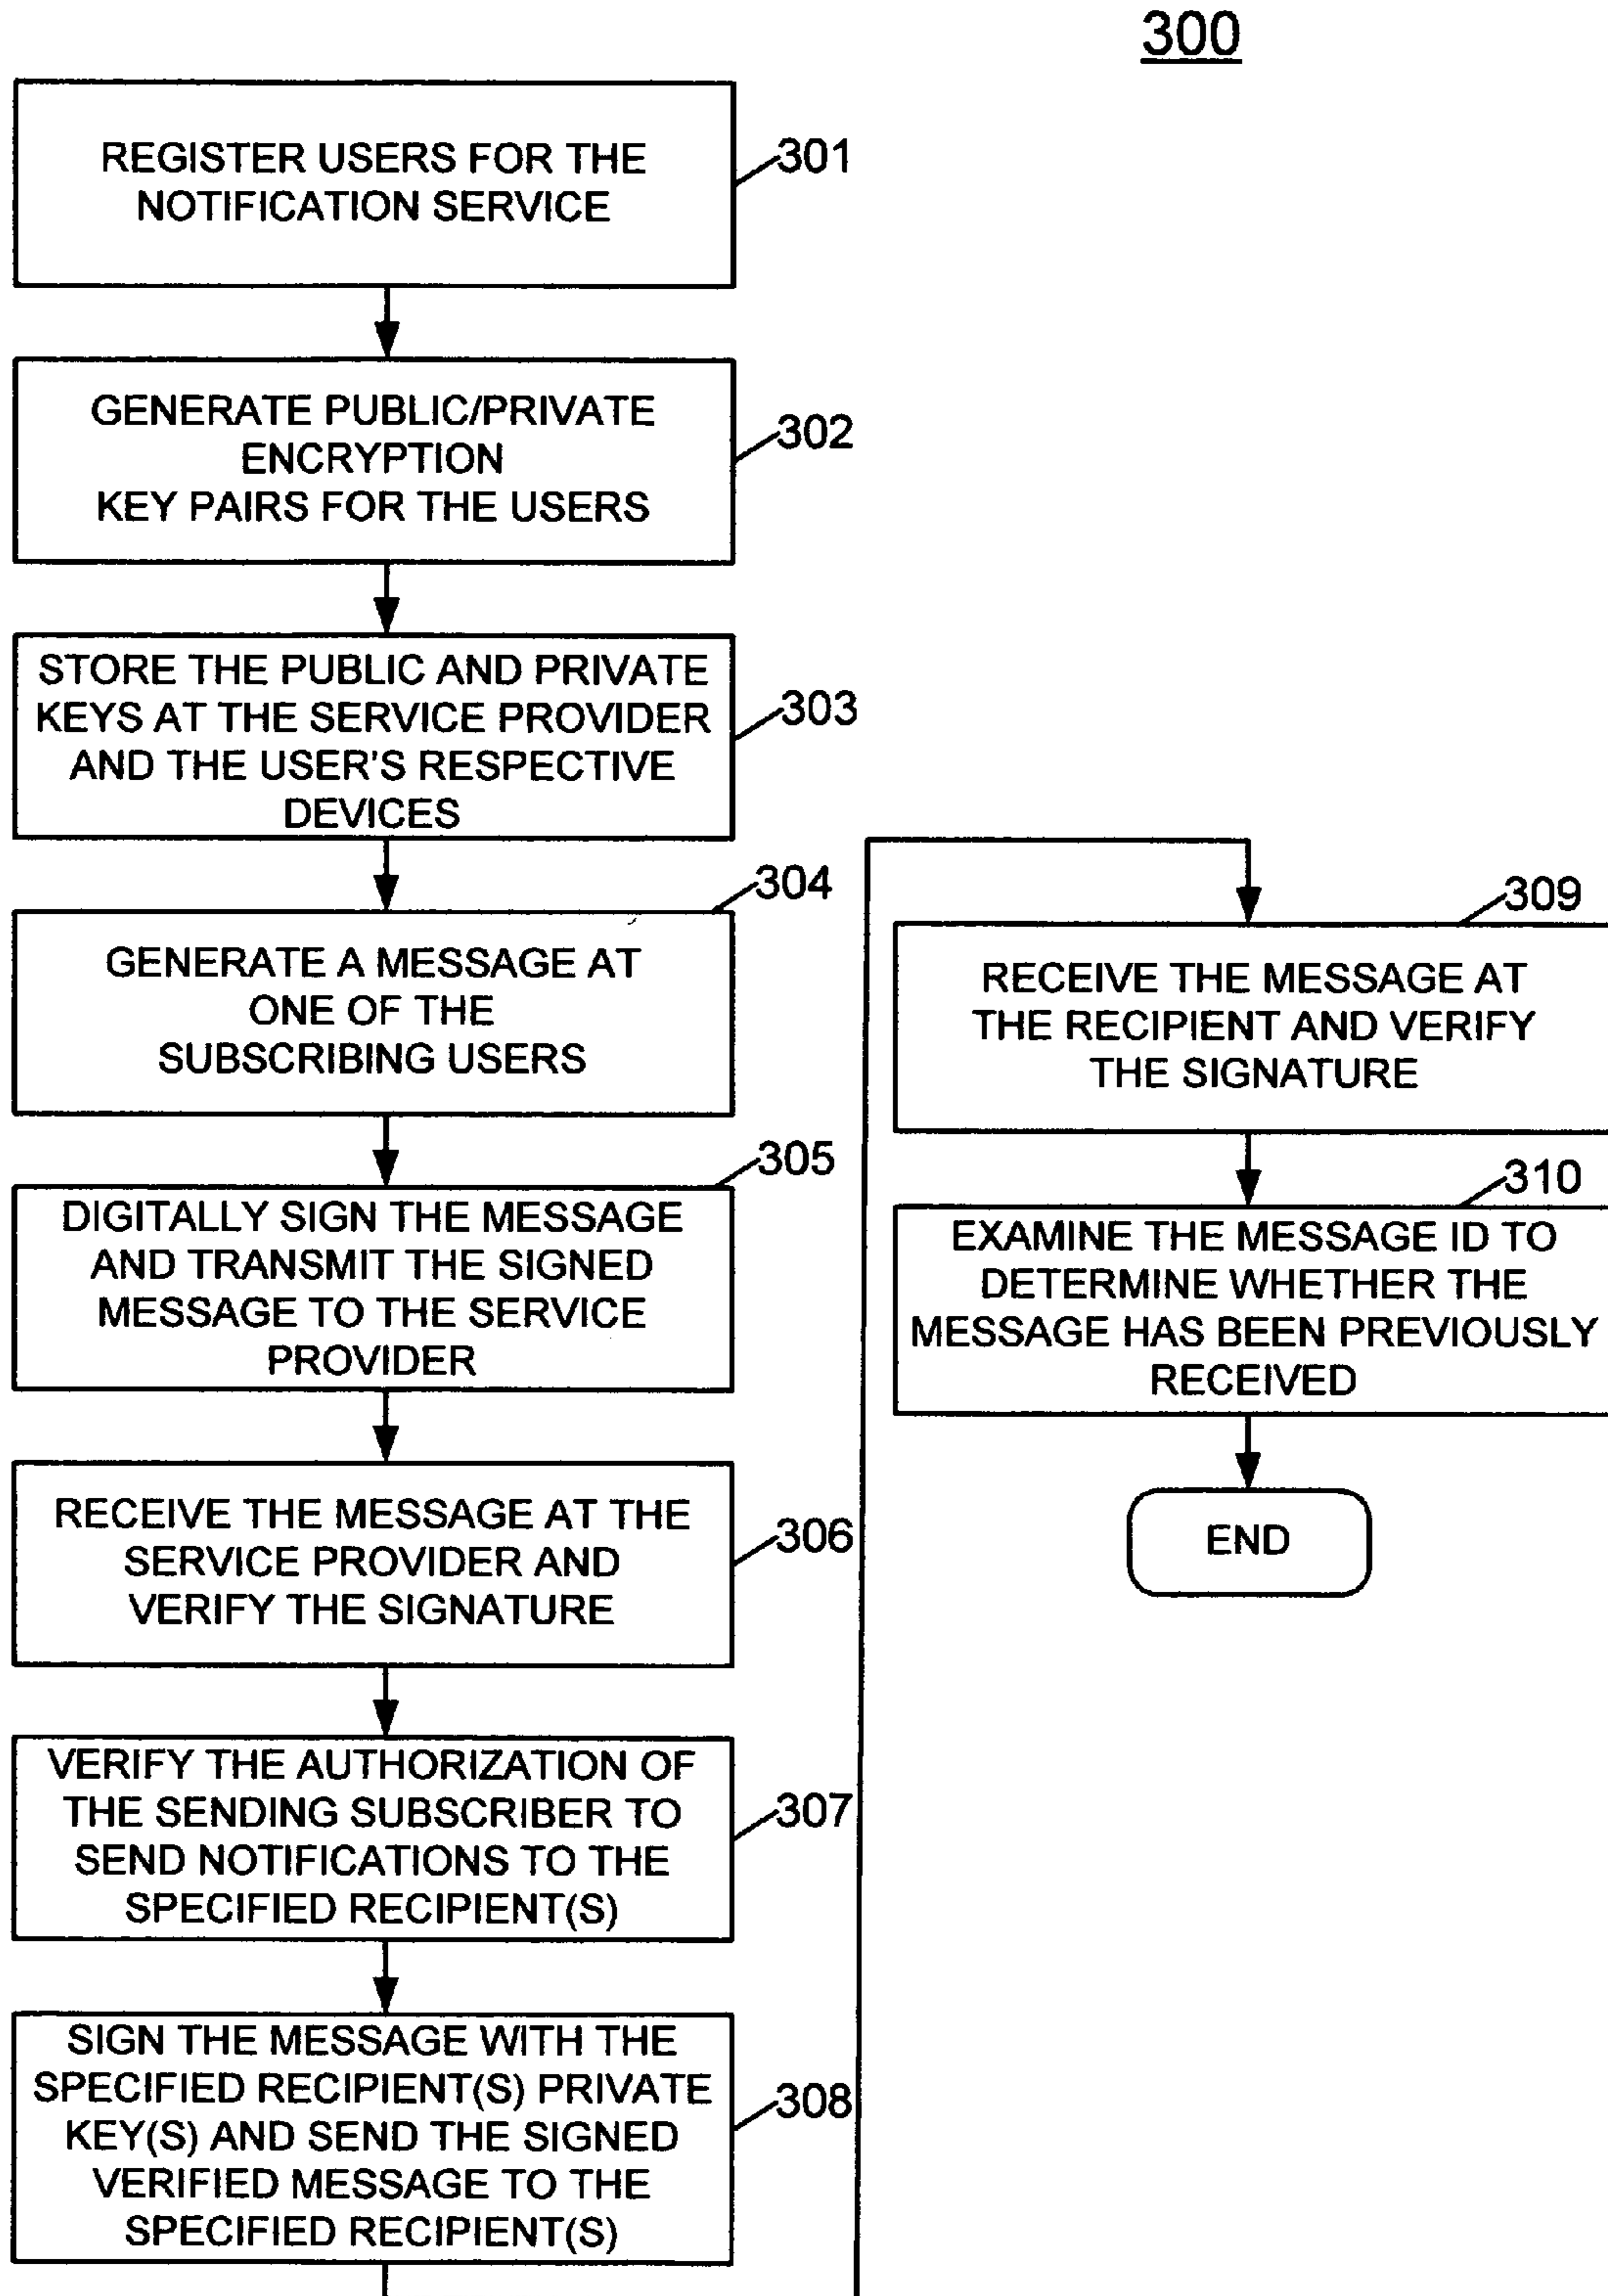 300
REGISTER USERS FOR THE
NOTIFICATION SERVICE
301
GENERATE PUBLIC/PRIVATE
ENCRYPTION
KEY PAIRS FOR THE USERS
302
STORE THE PUBLIC AND PRIVATE
KEYS AT THE SERVICE PROVIDER
AND THE USER'S RESPECTIVE
DEVICES
303
304
GENERATE A MESSAGE AT
ONE OF THE
SUBSCRIBING USERS
305
DIGITALLY SIGN THE MESSAGE
AND TRANSMIT THE SIGNED
MESSAGE TO THE SERVICE
PROVIDER
RECEIVE THE MESSAGE AT THE
SERVICE PROVIDER AND
VERIFY THE SIGNATURE
306
VERIFY THE AUTHORIZATION OF
THE SENDING SUBSCRIBER TO
SEND NOTIFICATIONS TO THE
SPECIFIED RECIPIENT(S)
307
SIGN THE MESSAGE WITH THE
SPECIFIED RECIPIENT(S) PRIVATE
KEY(S) AND SEND THE SIGNED
VERIFIED MESSAGE TO THE
SPECIFIED RECIPIENT(S)
308
309
RECEIVE THE MESSAGE AT
THE RECIPIENT AND VERIFY
THE SIGNATURE
310
EXAMINE THE MESSAGE ID TO
DETERMINE WHETHER THE
MESSAGE HAS BEEN PREVIOUSLY
RECEIVED
END